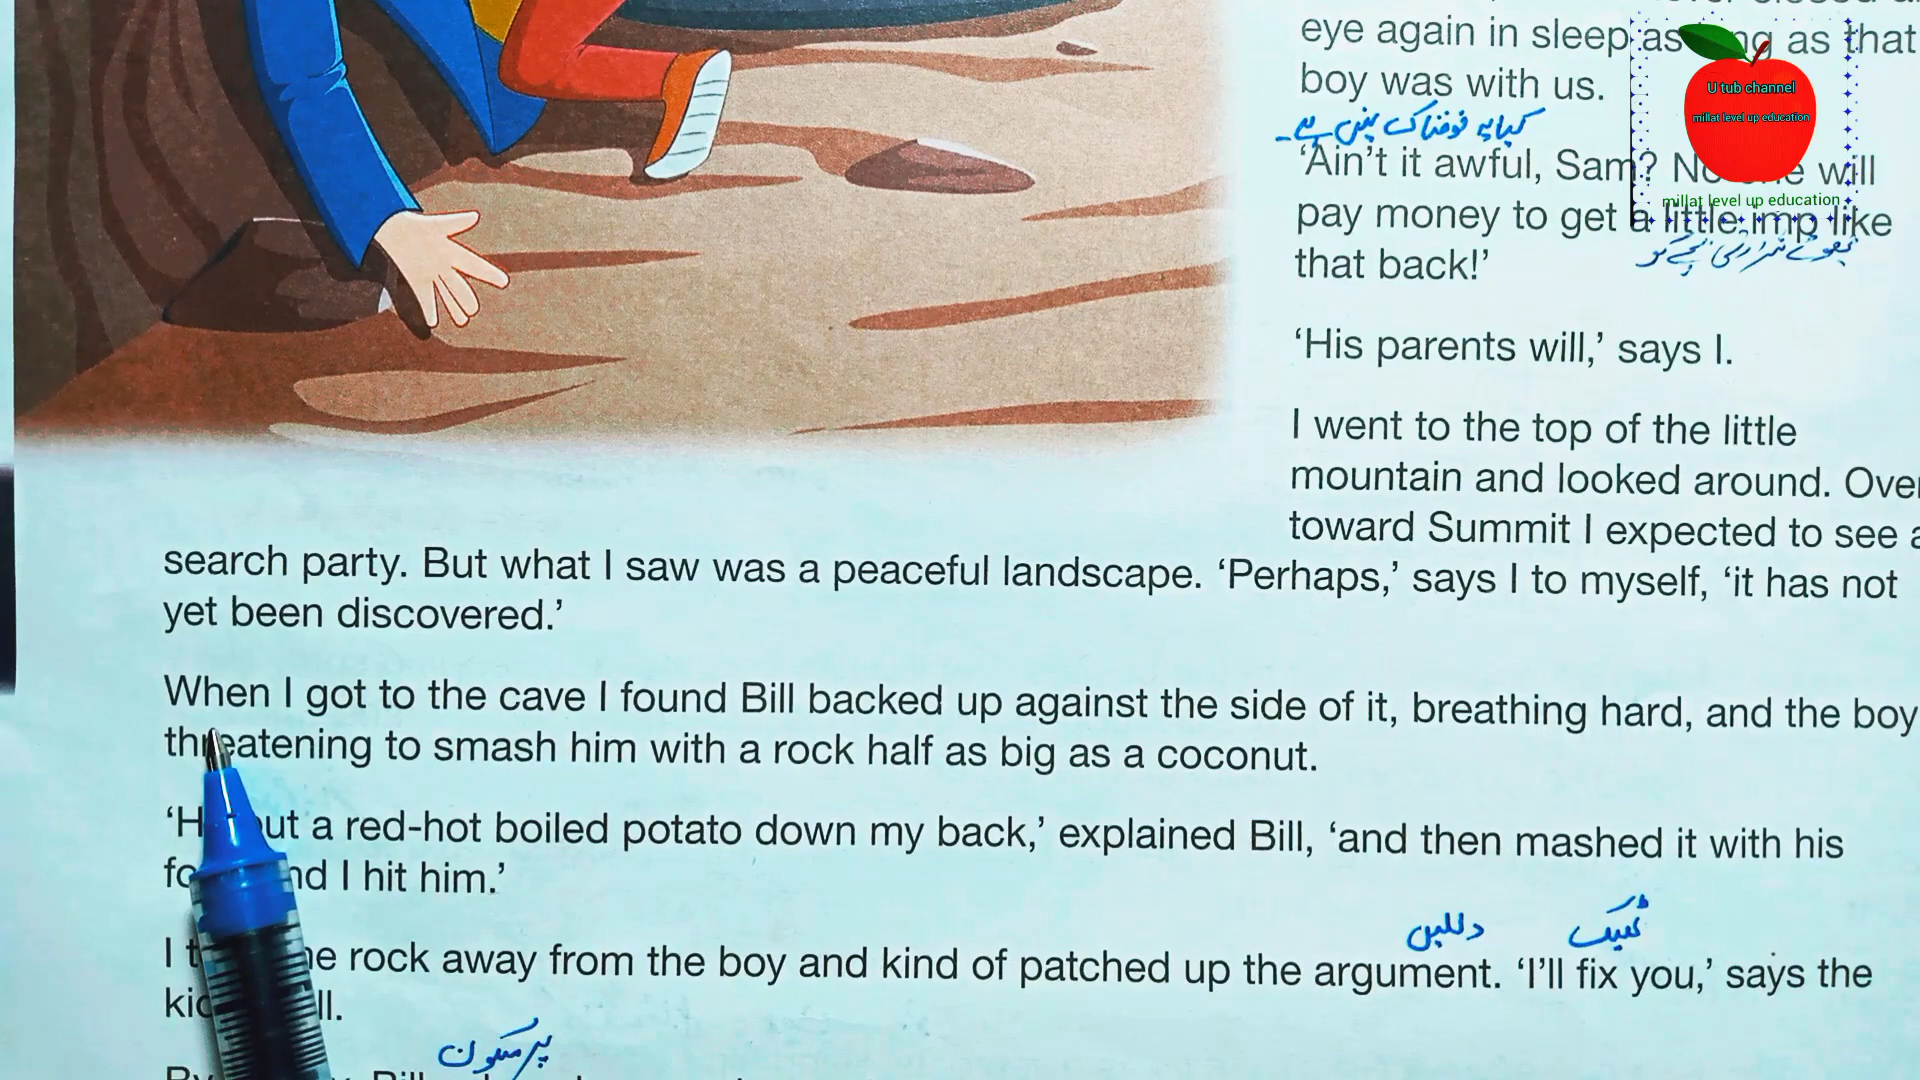 eye again in sleep as as that
boy was with us.
کیا یہ خوفناک نہیں ہے۔
‘Ain’t it awful, Sam? No one will
pay money to get a little imp like
چھوٹے شرارتی بچے کو
that back!’
‘His parents will,’ says I.
I went to the top of the little
mountain and looked around. Over
toward Summit I expected to see a
search party. But what I saw was a peaceful landscape. ‘Perhaps,’ says I to myself, ‘it has not
yet been discovered.’
When I got to the cave I found Bill backed up against the side of it, breathing hard, and the boy
threatening to smash him with a rock half as big as a coconut.
a red-hot boiled potato down my back,’ explained Bill, ‘and then mashed it with his
I hit him.’
دلیل ٹھیک
I rock away from the boy and kind of patched up the argument. ‘I’ll fix you,’ says the
پرسکون
U tub channel
millat level up education
millat level up education